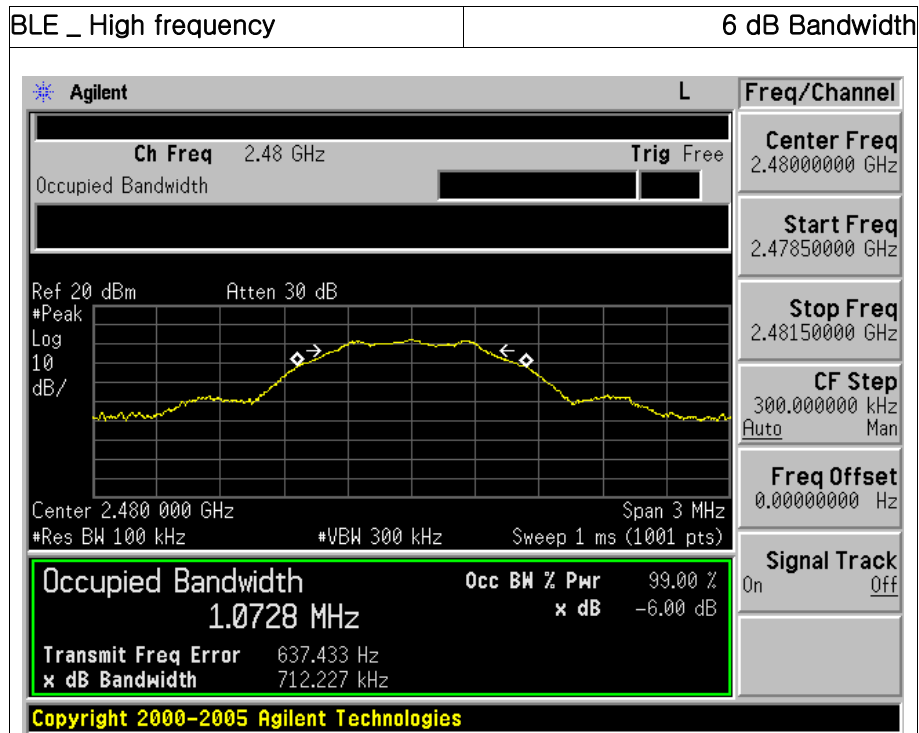 BLE _ High frequency 6 dB Bandwidth
Agilent L Freq/Channel
Ch Freq 2.48 GHz Trig Free
Occupied Bandwidth
Center Freq
2.48000000 GHz
Start Freq
2.47850000 GHz
Stop Freq
2.48150000 GHz
CF Step
300.000000 kHz
Auto Man
Freq Offset
0.00000000 Hz
Signal Track
On Off
Ref 20 dBm Atten 30 dB
#Peak
Log
10
dB/
Center 2.480 000 GHz Span 3 MHz
#Res BW 100 kHz #VBW 300 kHz Sweep 1 ms (1001 pts)
Occupied Bandwidth Occ BW % Pwr 99.00 %
1.0728 MHz x dB -6.00 dB
Transmit Freq Error 637.433 Hz
x dB Bandwidth 712.227 kHz
Copyright 2000-2005 Agilent Technologies